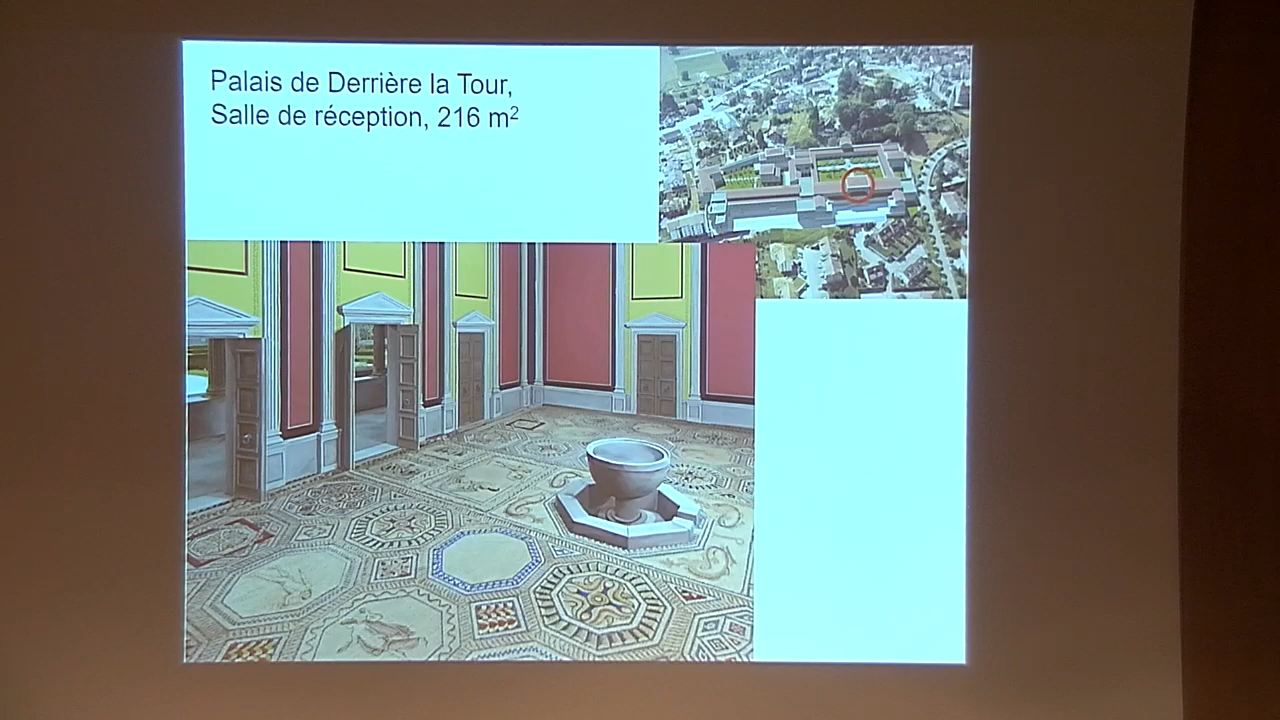 Palais de Derrière la Tour,
Salle de réception, 216 m²